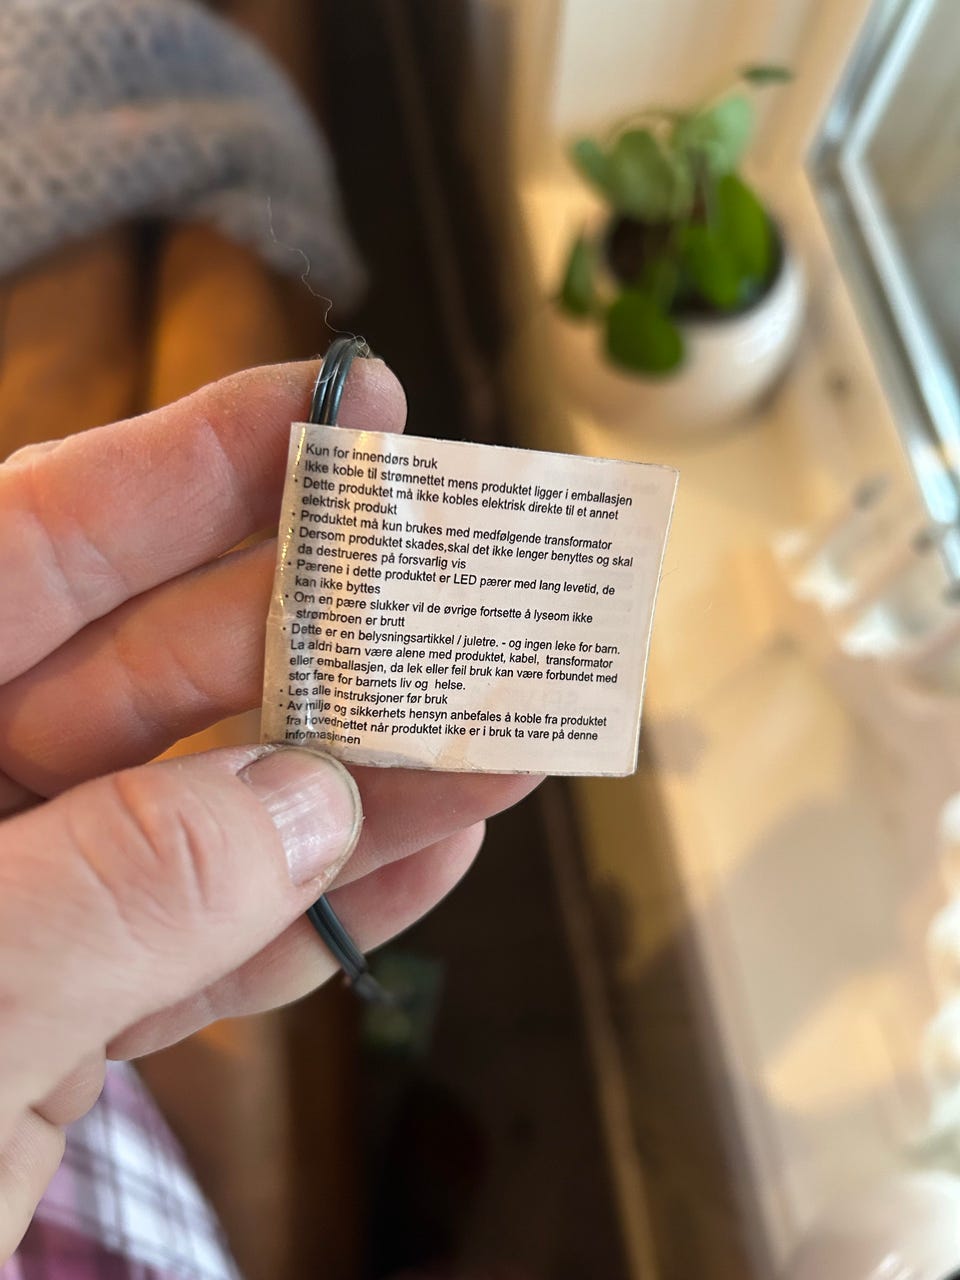 · Kun for innendørs bruk
Ikke koble til strømnettet mens produktet ligger i emballasjen
· Dette produktet må ikke kobles elektrisk direkte til et annet
elektrisk produkt
· Produktet må kun brukes med medfølgende transformator
· Dersom produktet skades,skal det ikke lenger benyttes og skal
da destrueres på forsvarlig vis
· Pærene i dette produktet er LED pærer med lang levetid, de
kan ikke byttes
· Om en pære slukker vil de øvrige fortsette å lyseom ikke
strømbroen er brutt
· Dette er en belysningsartikkel / juletre. - og ingen leke for barn.
La aldri barn være alene med produktet, kabel, transformator
eller emballasjen, da lek eller feil bruk kan være forbundet med
stor fare for barnets liv og helse.
· Les alle instruksjoner før bruk
· Av miljø og sikkerhets hensyn anbefales å koble fra produktet
fra hovednettet når produktet ikke er i bruk ta vare på denne
informasjonen